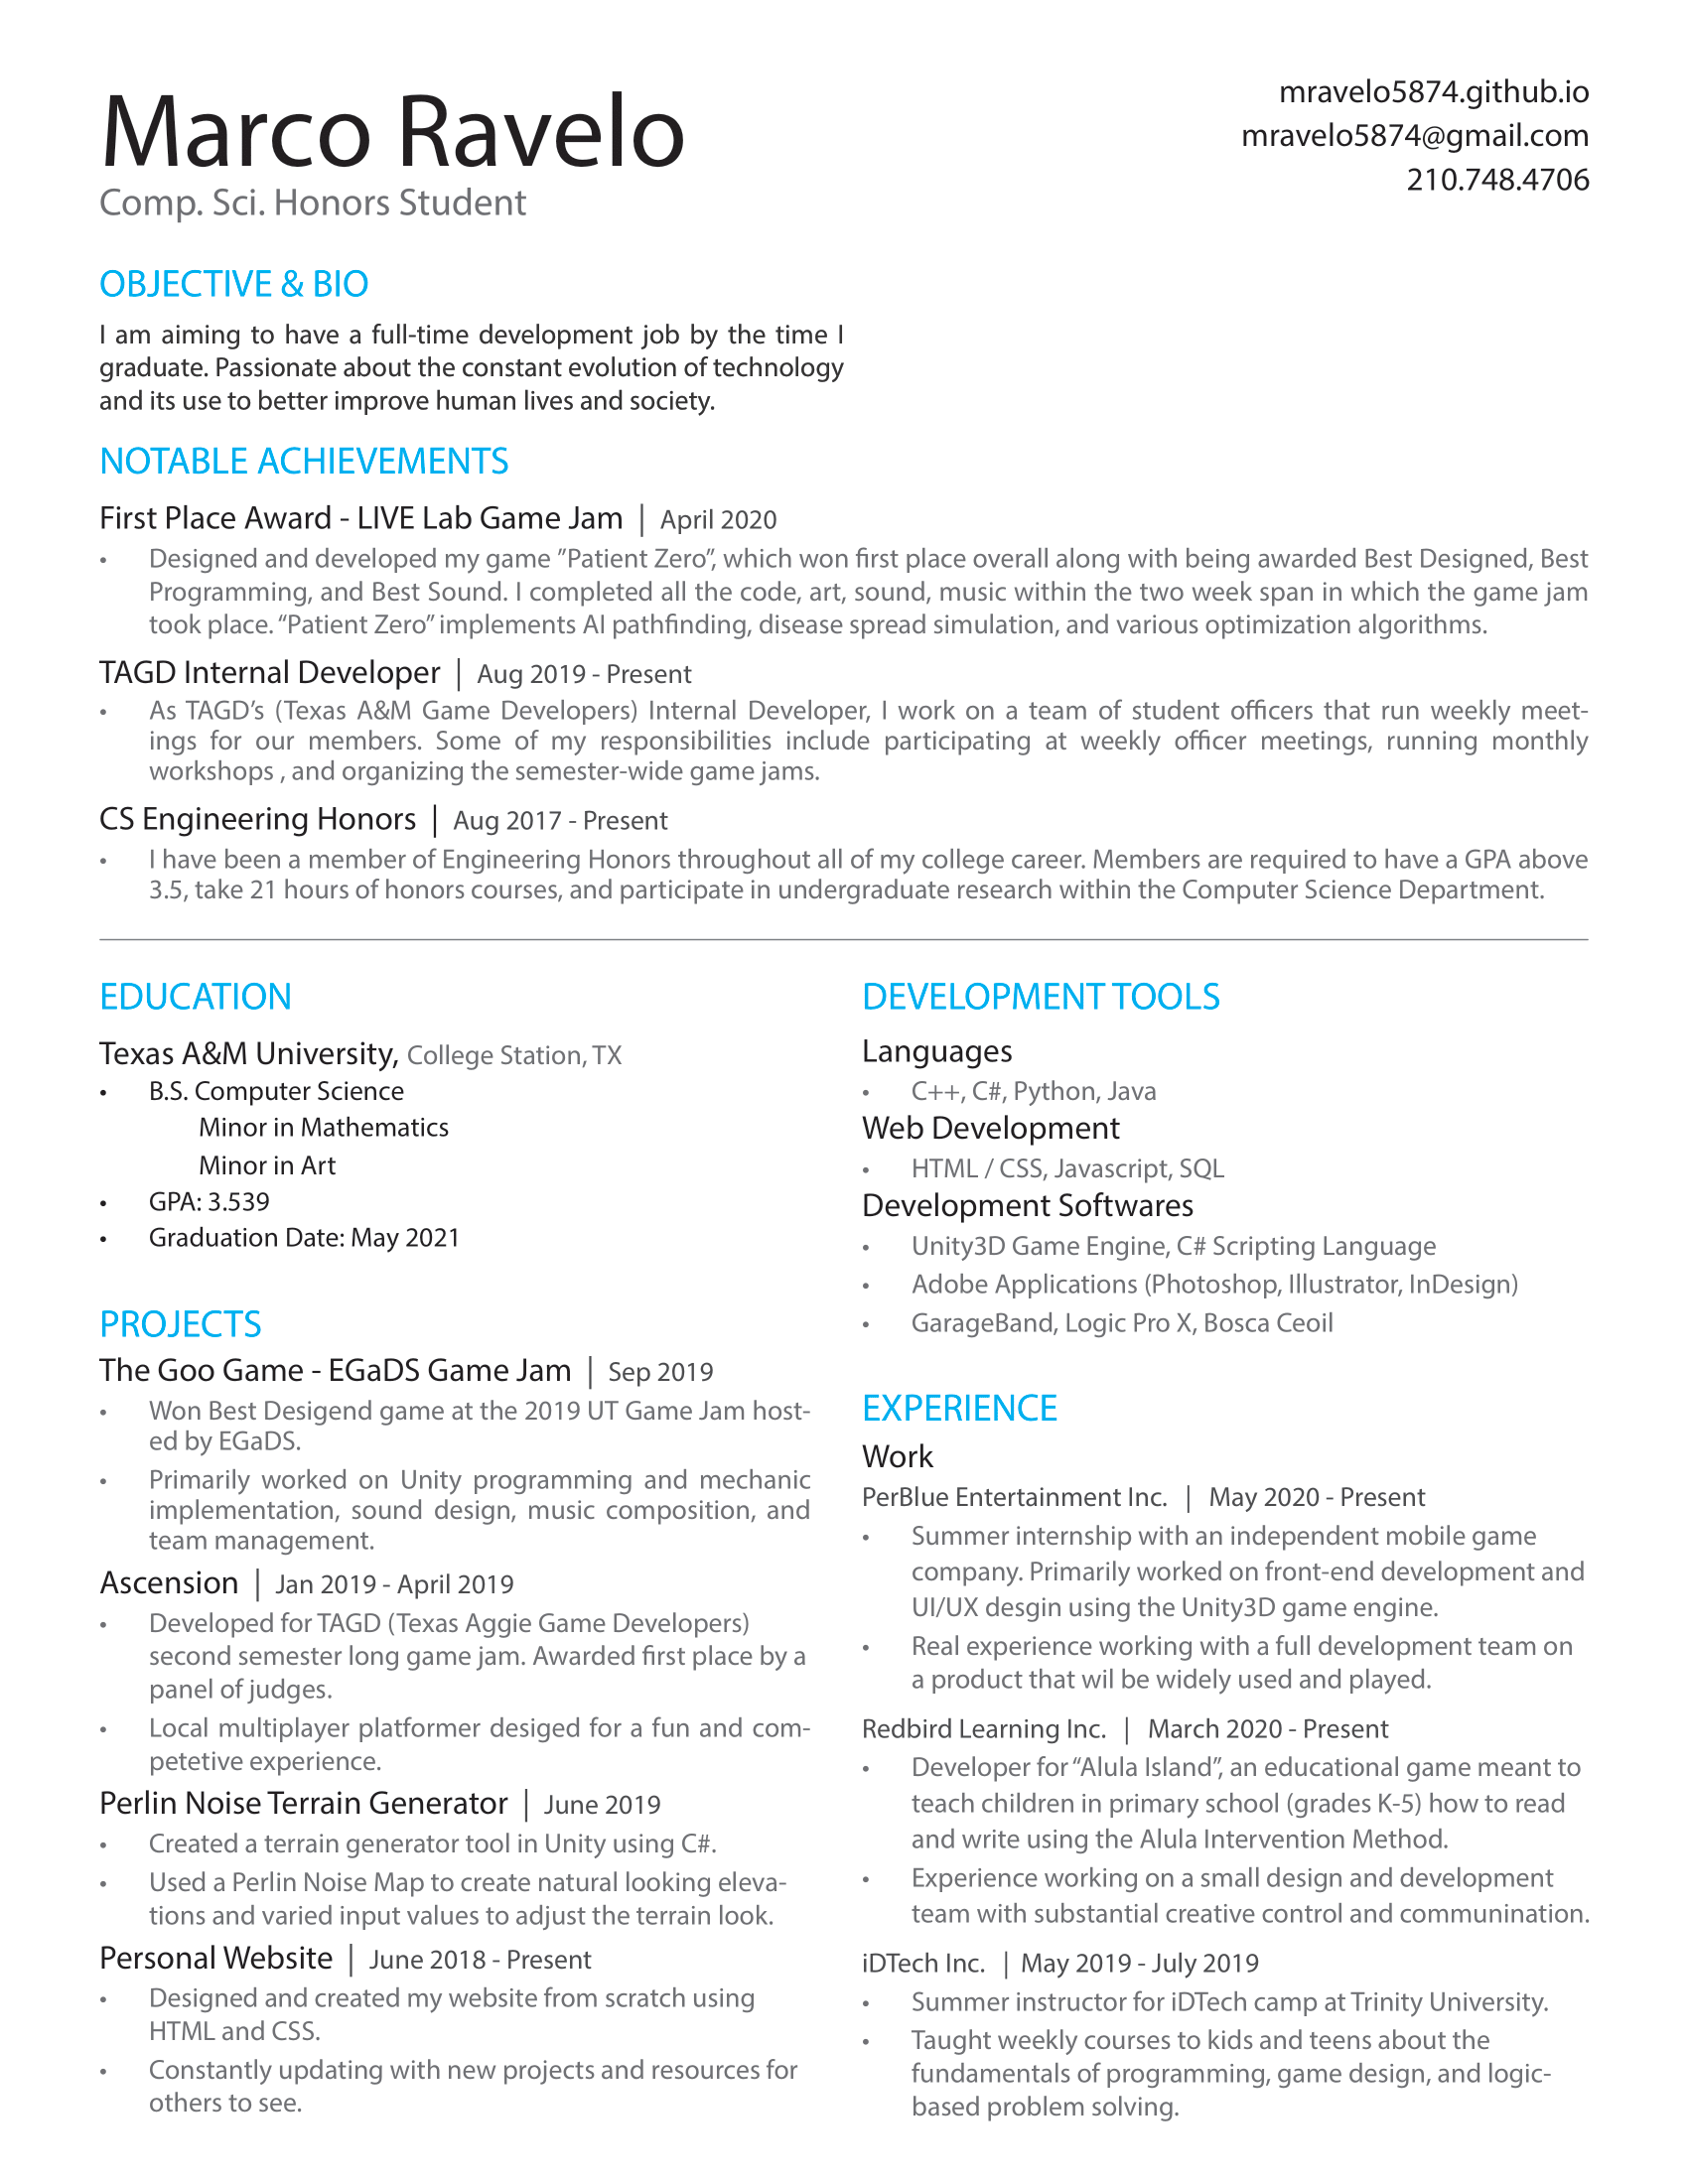 Marco Ravelo
Comp. Sci. Honors Student
mravelo5874.github.io
mravelo5874@gmail.com
210.748.4706
OBJECTIVE & BIO
I am aiming to have a full-time development job by the time I
graduate. Passionate about the constant evolution of technology
and its use to better improve human lives and society.
NOTABLE ACHIEVEMENTS
First Place Award - LIVE Lab Game Jam | April 2020
• Designed and developed my game ”Patient Zero”, which won first place overall along with being awarded Best Designed, Best
Programming, and Best Sound. I completed all the code, art, sound, music within the two week span in which the game jam
took place. “Patient Zero” implements AI pathfinding, disease spread simulation, and various optimization algorithms.
TAGD Internal Developer | Aug 2019 - Present
• As TAGD’s (Texas A&M Game Developers) Internal Developer, I work on a team of student officers that run weekly meet-
ings for our members. Some of my responsibilities include participating at weekly officer meetings, running monthly
workshops , and organizing the semester-wide game jams.
CS Engineering Honors | Aug 2017 - Present
• I have been a member of Engineering Honors throughout all of my college career. Members are required to have a GPA above
3.5, take 21 hours of honors courses, and participate in undergraduate research within the Computer Science Department.
EDUCATION
Texas A&M University, College Station, TX
• B.S. Computer Science
Minor in Mathematics
Minor in Art
• GPA: 3.539
• Graduation Date: May 2021
PROJECTS
The Goo Game - EGaDS Game Jam | Sep 2019
• Won Best Desigend game at the 2019 UT Game Jam host-
ed by EGaDS.
• Primarily worked on Unity programming and mechanic
implementation, sound design, music composition, and
team management.
Ascension | Jan 2019 - April 2019
• Developed for TAGD (Texas Aggie Game Developers)
second semester long game jam. Awarded first place by a
panel of judges.
• Local multiplayer platformer desiged for a fun and com-
petetive experience.
Perlin Noise Terrain Generator | June 2019
• Created a terrain generator tool in Unity using C#.
• Used a Perlin Noise Map to create natural looking eleva-
tions and varied input values to adjust the terrain look.
Personal Website | June 2018 - Present
• Designed and created my website from scratch using
HTML and CSS.
• Constantly updating with new projects and resources for
others to see.
DEVELOPMENT TOOLS
Languages
• C++, C#, Python, Java
Web Development
• HTML / CSS, Javascript, SQL
Development Softwares
• Unity3D Game Engine, C# Scripting Language
• Adobe Applications (Photoshop, Illustrator, InDesign)
• GarageBand, Logic Pro X, Bosca Ceoil
EXPERIENCE
Work
PerBlue Entertainment Inc. | May 2020 - Present
• Summer internship with an independent mobile game
company. Primarily worked on front-end development and
UI/UX desgin using the Unity3D game engine.
• Real experience working with a full development team on
a product that wil be widely used and played.
Redbird Learning Inc. | March 2020 - Present
• Developer for “Alula Island”, an educational game meant to
teach children in primary school (grades K-5) how to read
and write using the Alula Intervention Method.
• Experience working on a small design and development
team with substantial creative control and communination.
iDTech Inc. | May 2019 - July 2019
• Summer instructor for iDTech camp at Trinity University.
• Taught weekly courses to kids and teens about the
fundamentals of programming, game design, and logic-
based problem solving.